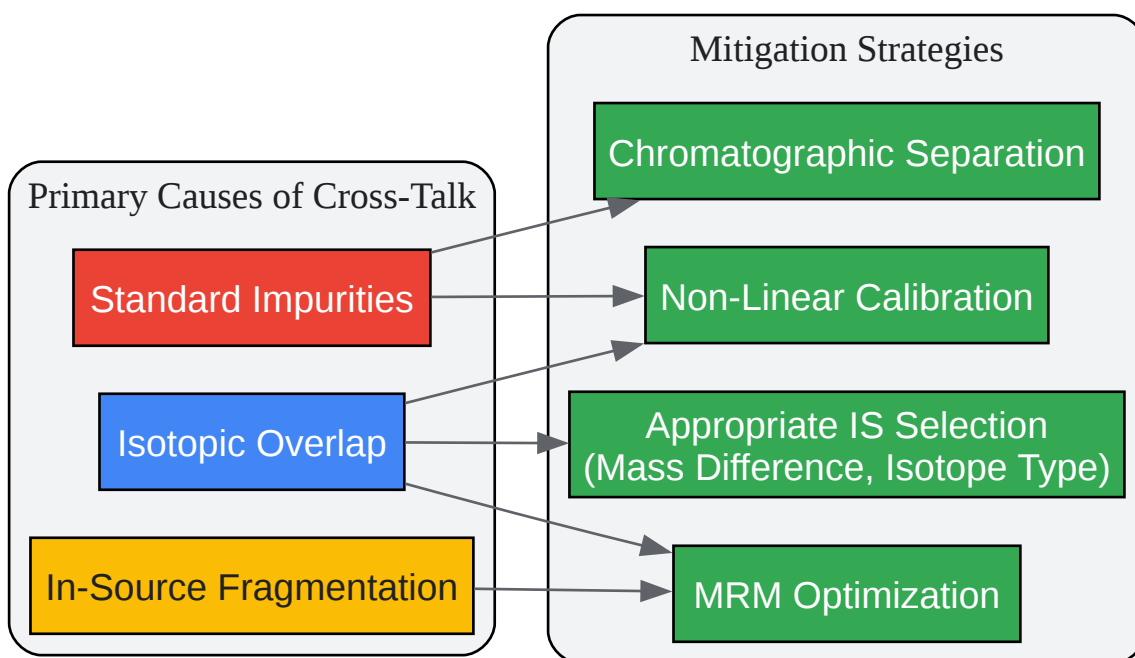 Primary Causes of Cross-Talk
Standard Impurities
Isotopic Overlap
In-Source Fragmentation
Mitigation Strategies
Chromatographic Separation
Non-Linear Calibration
Appropriate IS Selection
(Mass Difference, Isotope Type)
MRM Optimization